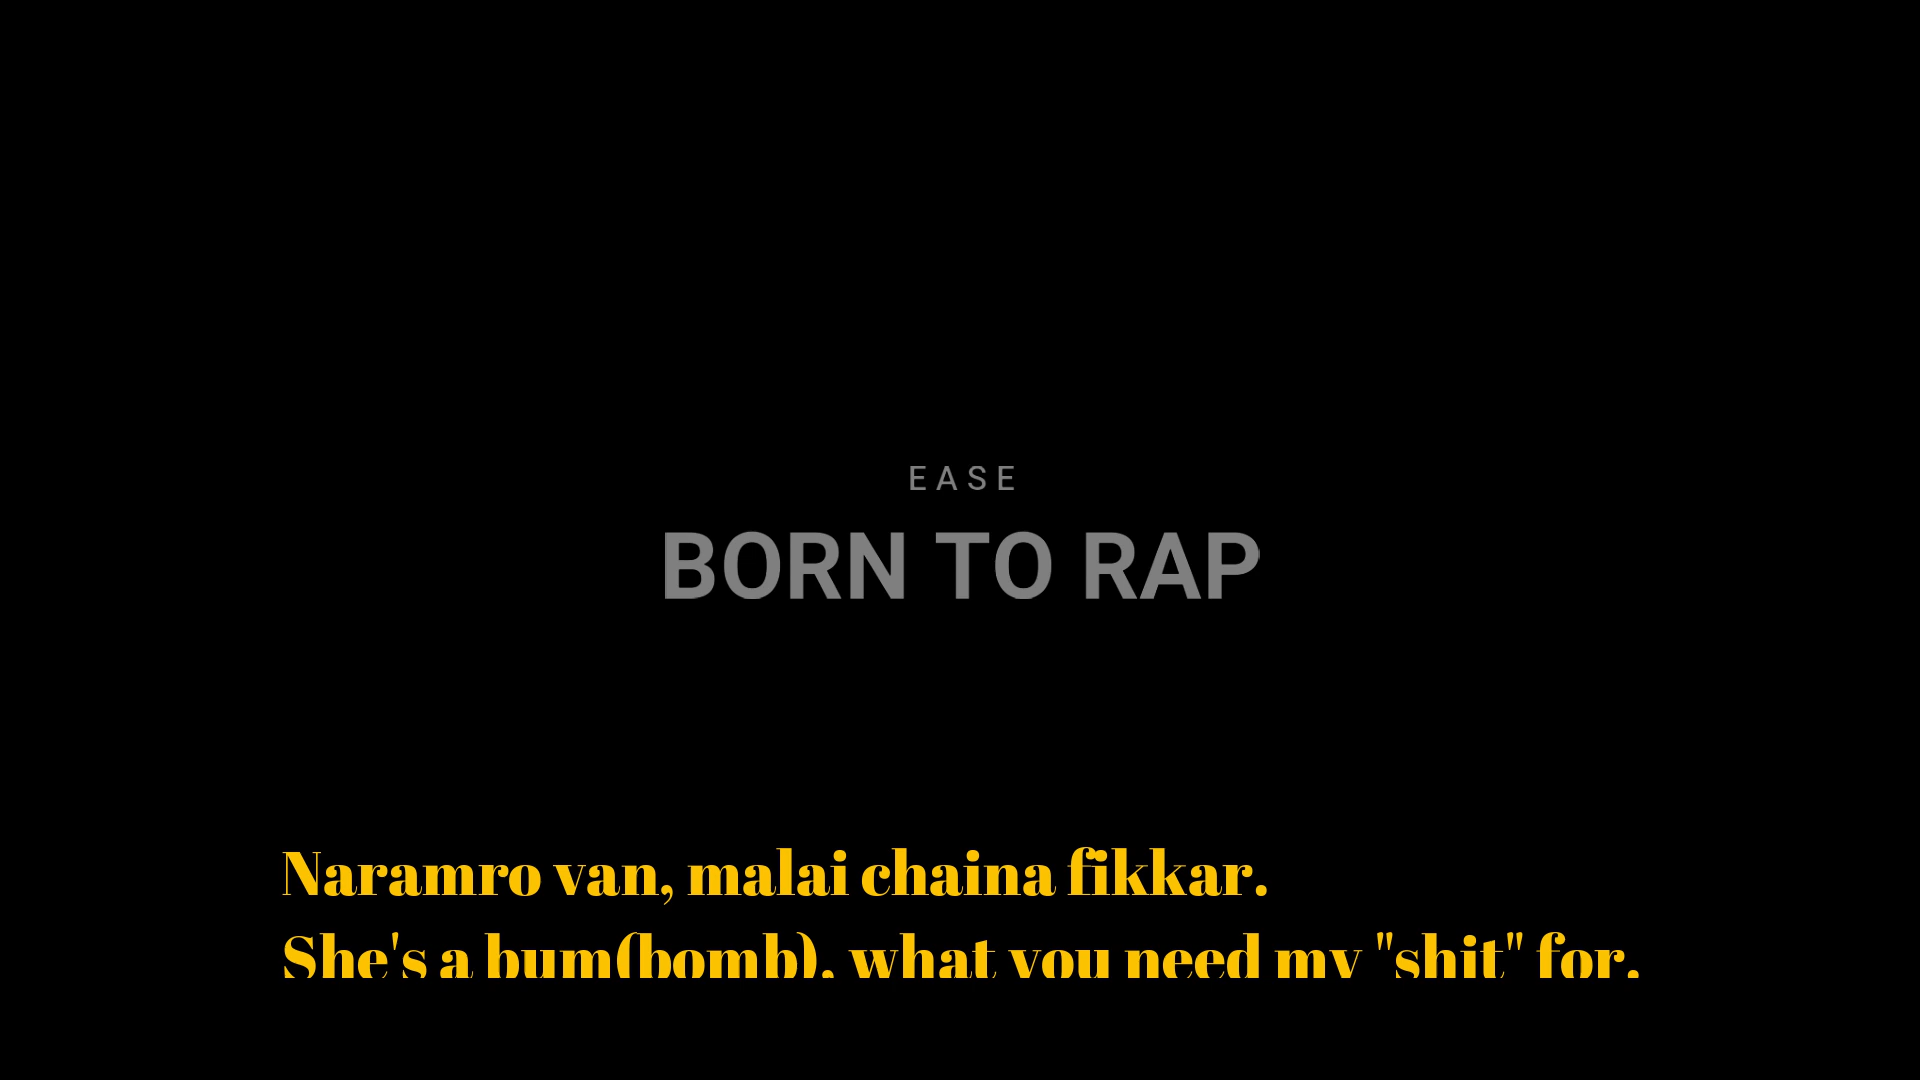 EASE
BORN TO RAP
Naramro van, malai chaina fikkar.
She's a bum(bomb), what you need my "shit" for.